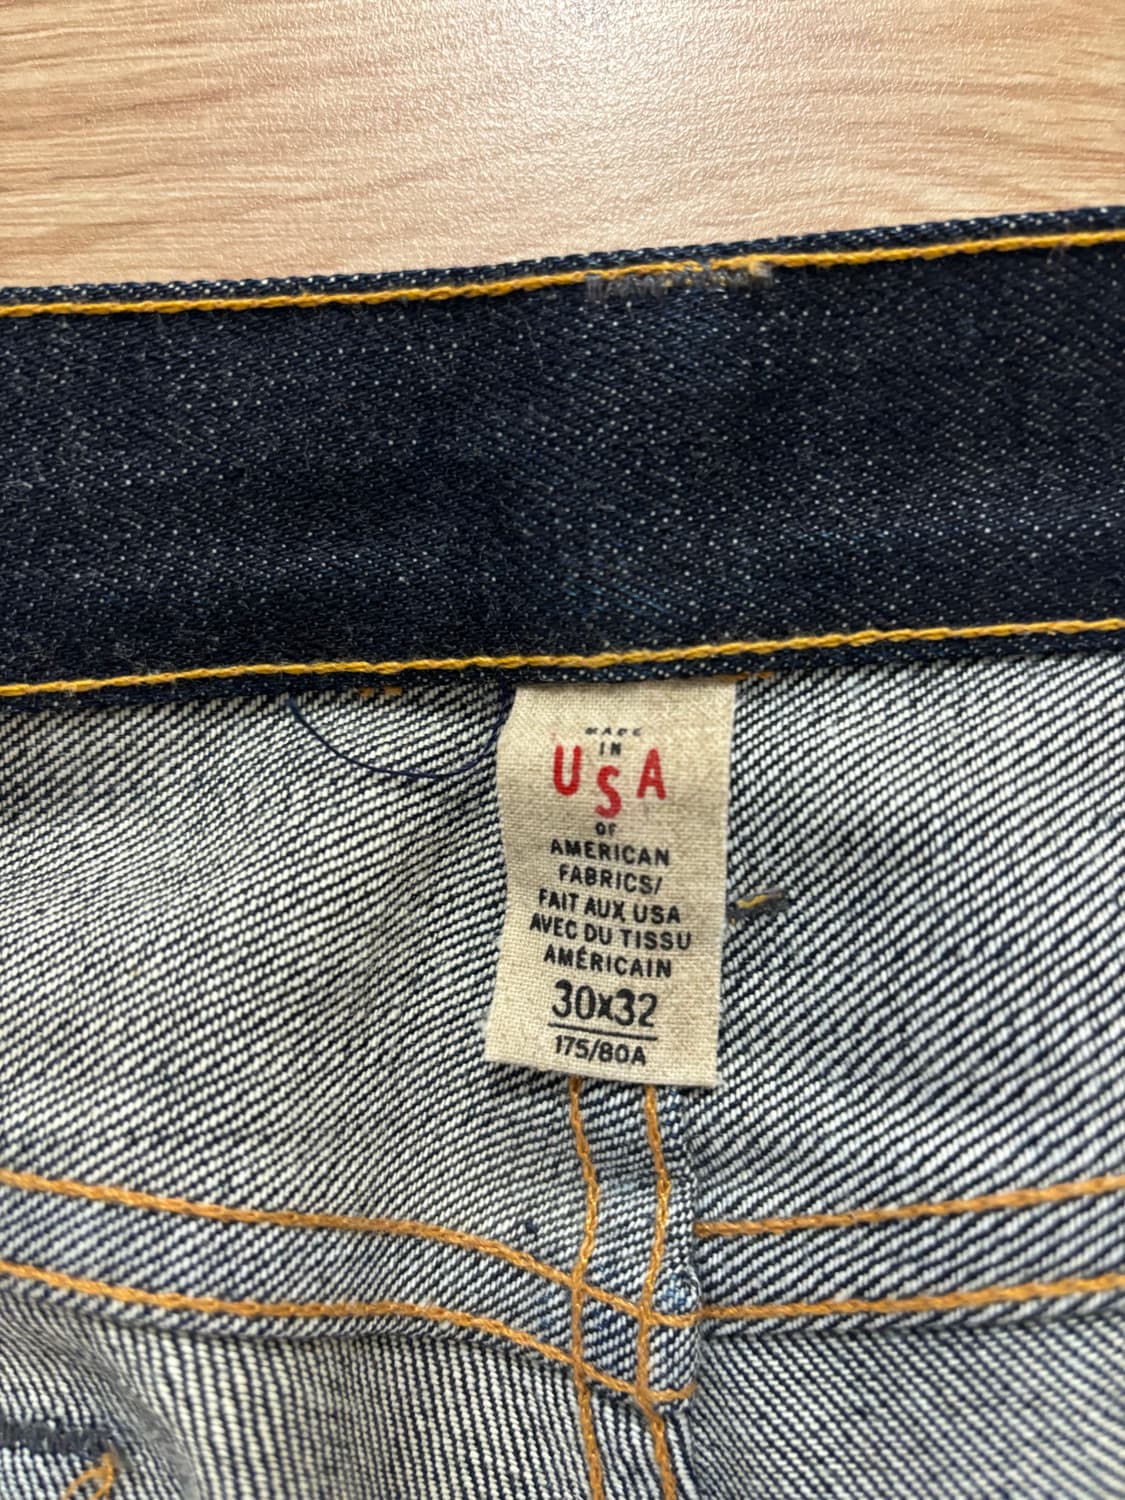 MADE
IN
USA
OF
AMERICAN
FABRICS/
FAIT AUX USA
AVEC DU TISSU
AMÉRICAIN
30x32
175/80A